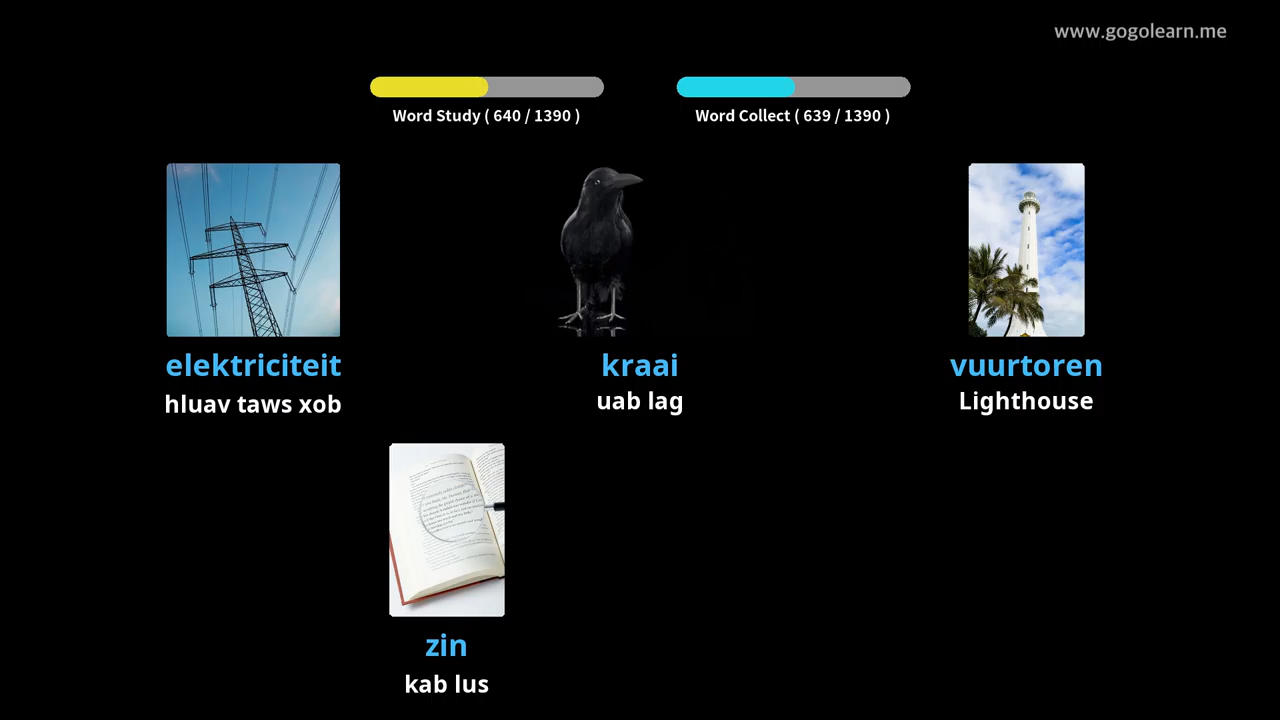 www.gogolearn.me
Word Study ( 640 / 1390 )
Word Collect ( 639 / 1390 )
elektriciteit
hluav taws xob
kraai
uab lag
vuurtoren
Lighthouse
zin
kab lus